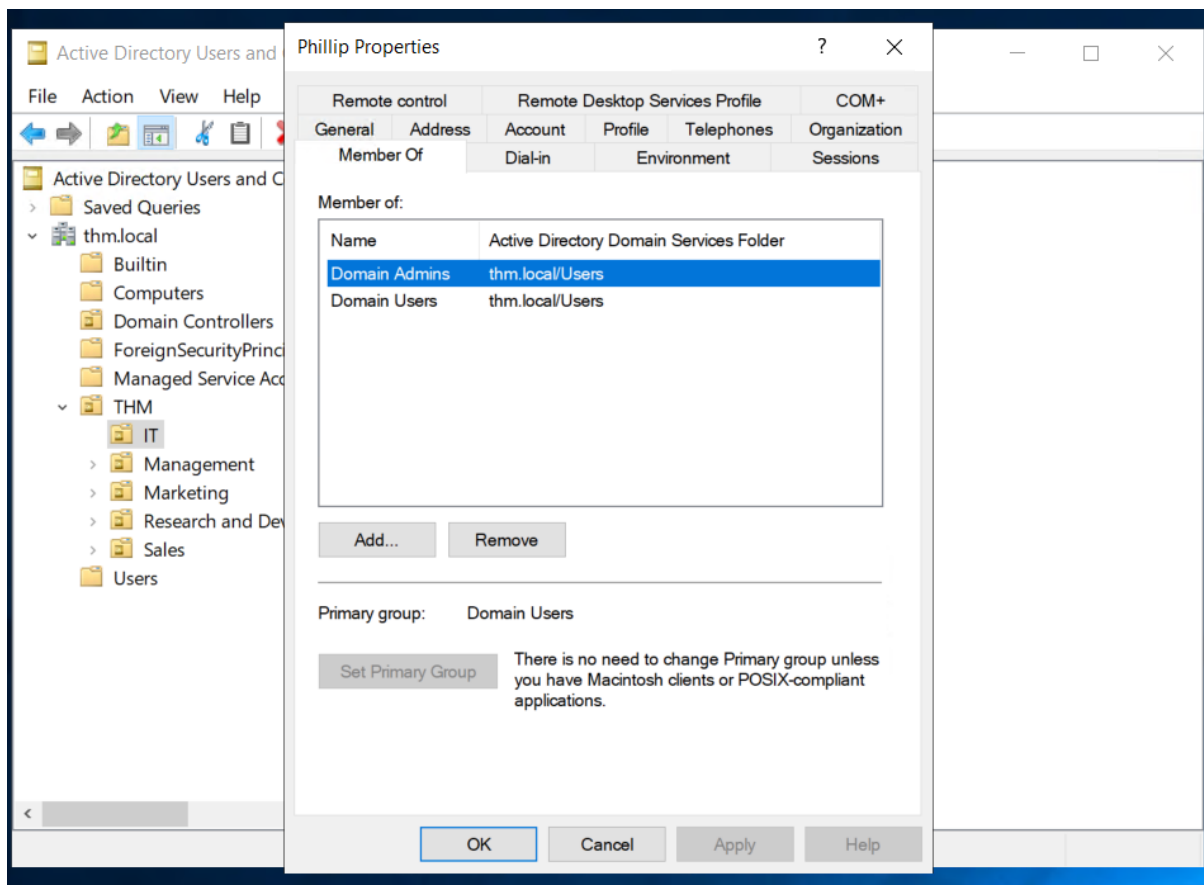 Active Directory Users and
File Action View Help
Active Directory Users and C
Saved Queries
thm.local
Builtin
Computers
Domain Controllers
ForeignSecurityPrinci
Managed Service Acc
THM
IT
Management
Marketing
Research and Dev
Sales
Users
Phillip Properties
Remote control Remote Desktop Services Profile COM+
General Address Account Profile Telephones Organization
Member Of Dial-in Environment Sessions
Member of:
Name Active Directory Domain Services Folder
Domain Admins thm.local/Users
Domain Users thm.local/Users
Add... Remove
Primary group: Domain Users
Set Primary Group
There is no need to change Primary group unless
you have Macintosh clients or POSIX-compliant
applications.
OK Cancel Apply Help